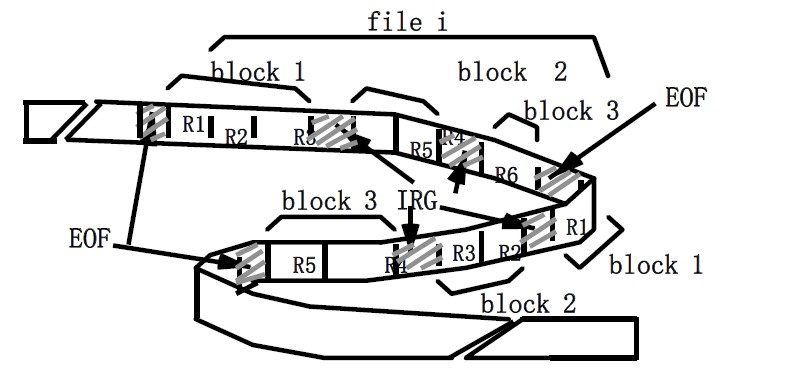 file i
block 1
block 2
block 3
EOF
R1
R2
R3
R5
R4
R6
block 3
IRG
R1
EOF
R5
R4
R3
R2
block 1
block 2